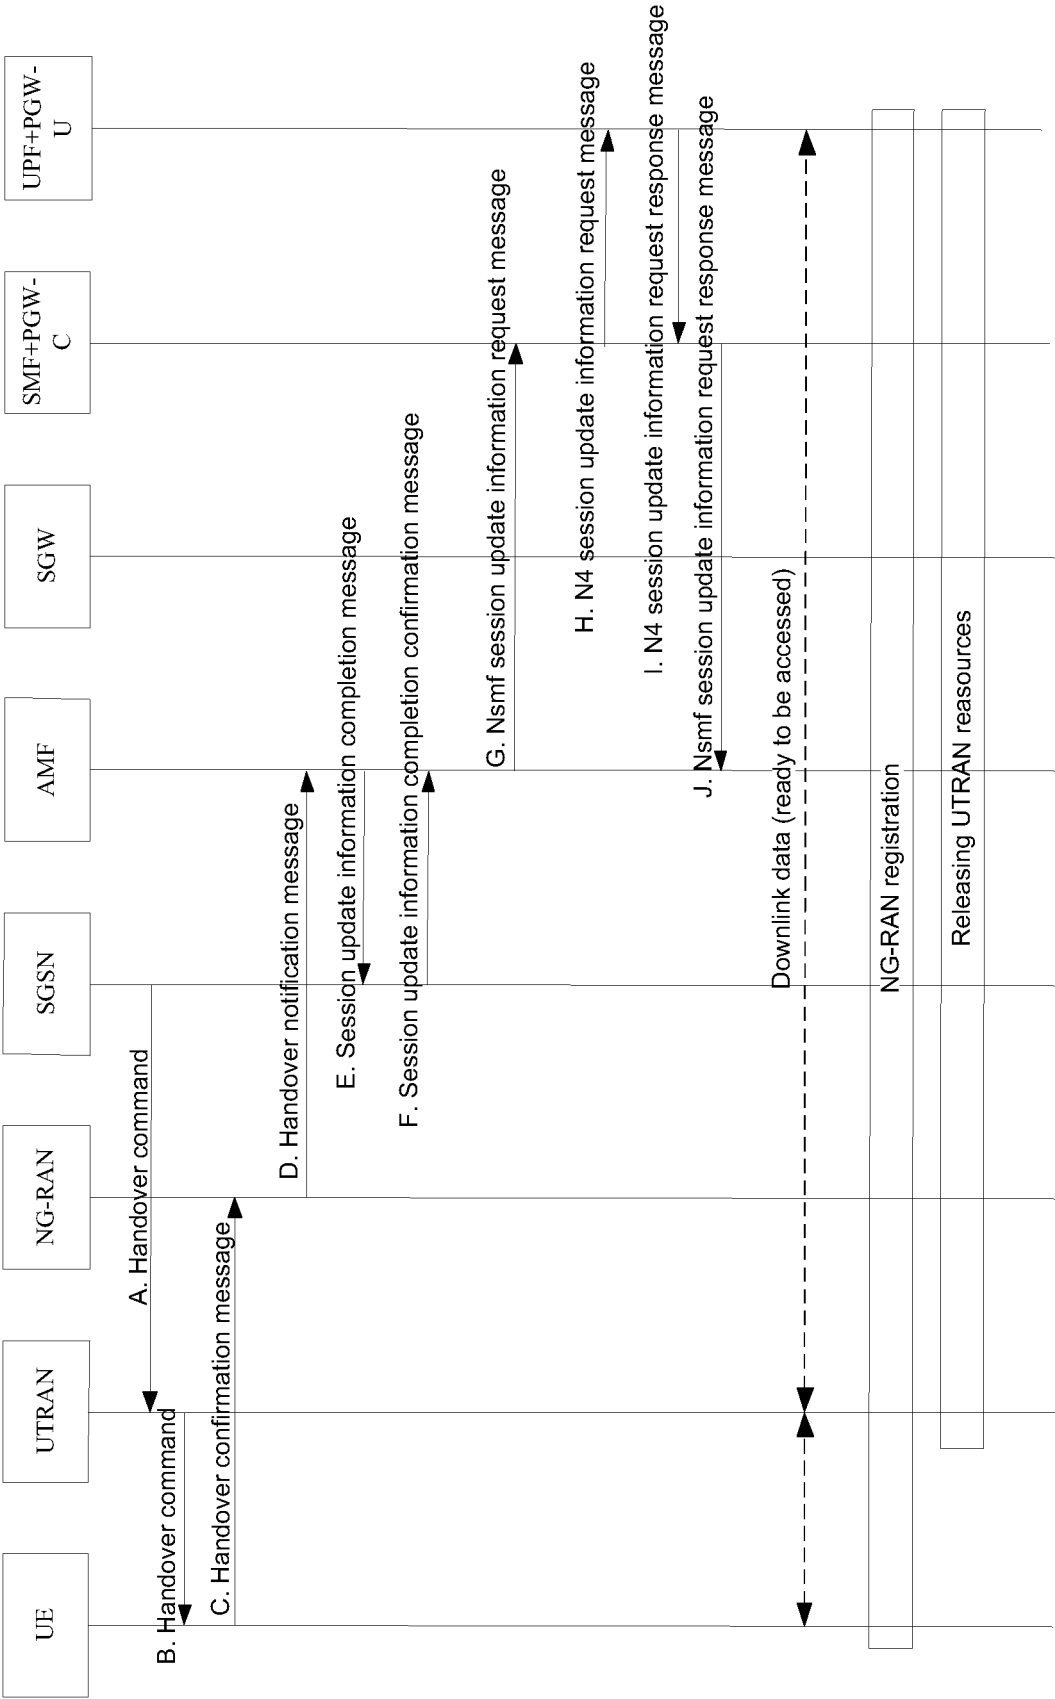 UE
UTRAN
NG-RAN
SGSN
AMF
SGW
SMF+PGW-
C
UPF+PGW-
U
A. Handover command
B. Handover command
C. Handover confirmation message
D. Handover notification message
E. Session update information completion message
F. Session update information completion confirmation message
G. Nsmf session update information request message
H. N4 session update information request message
I. N4 session update information request response message
J. Nsmf session update information request response message
Downlink data (ready to be accessed)
NG-RAN registration
Releasing UTRAN reasources